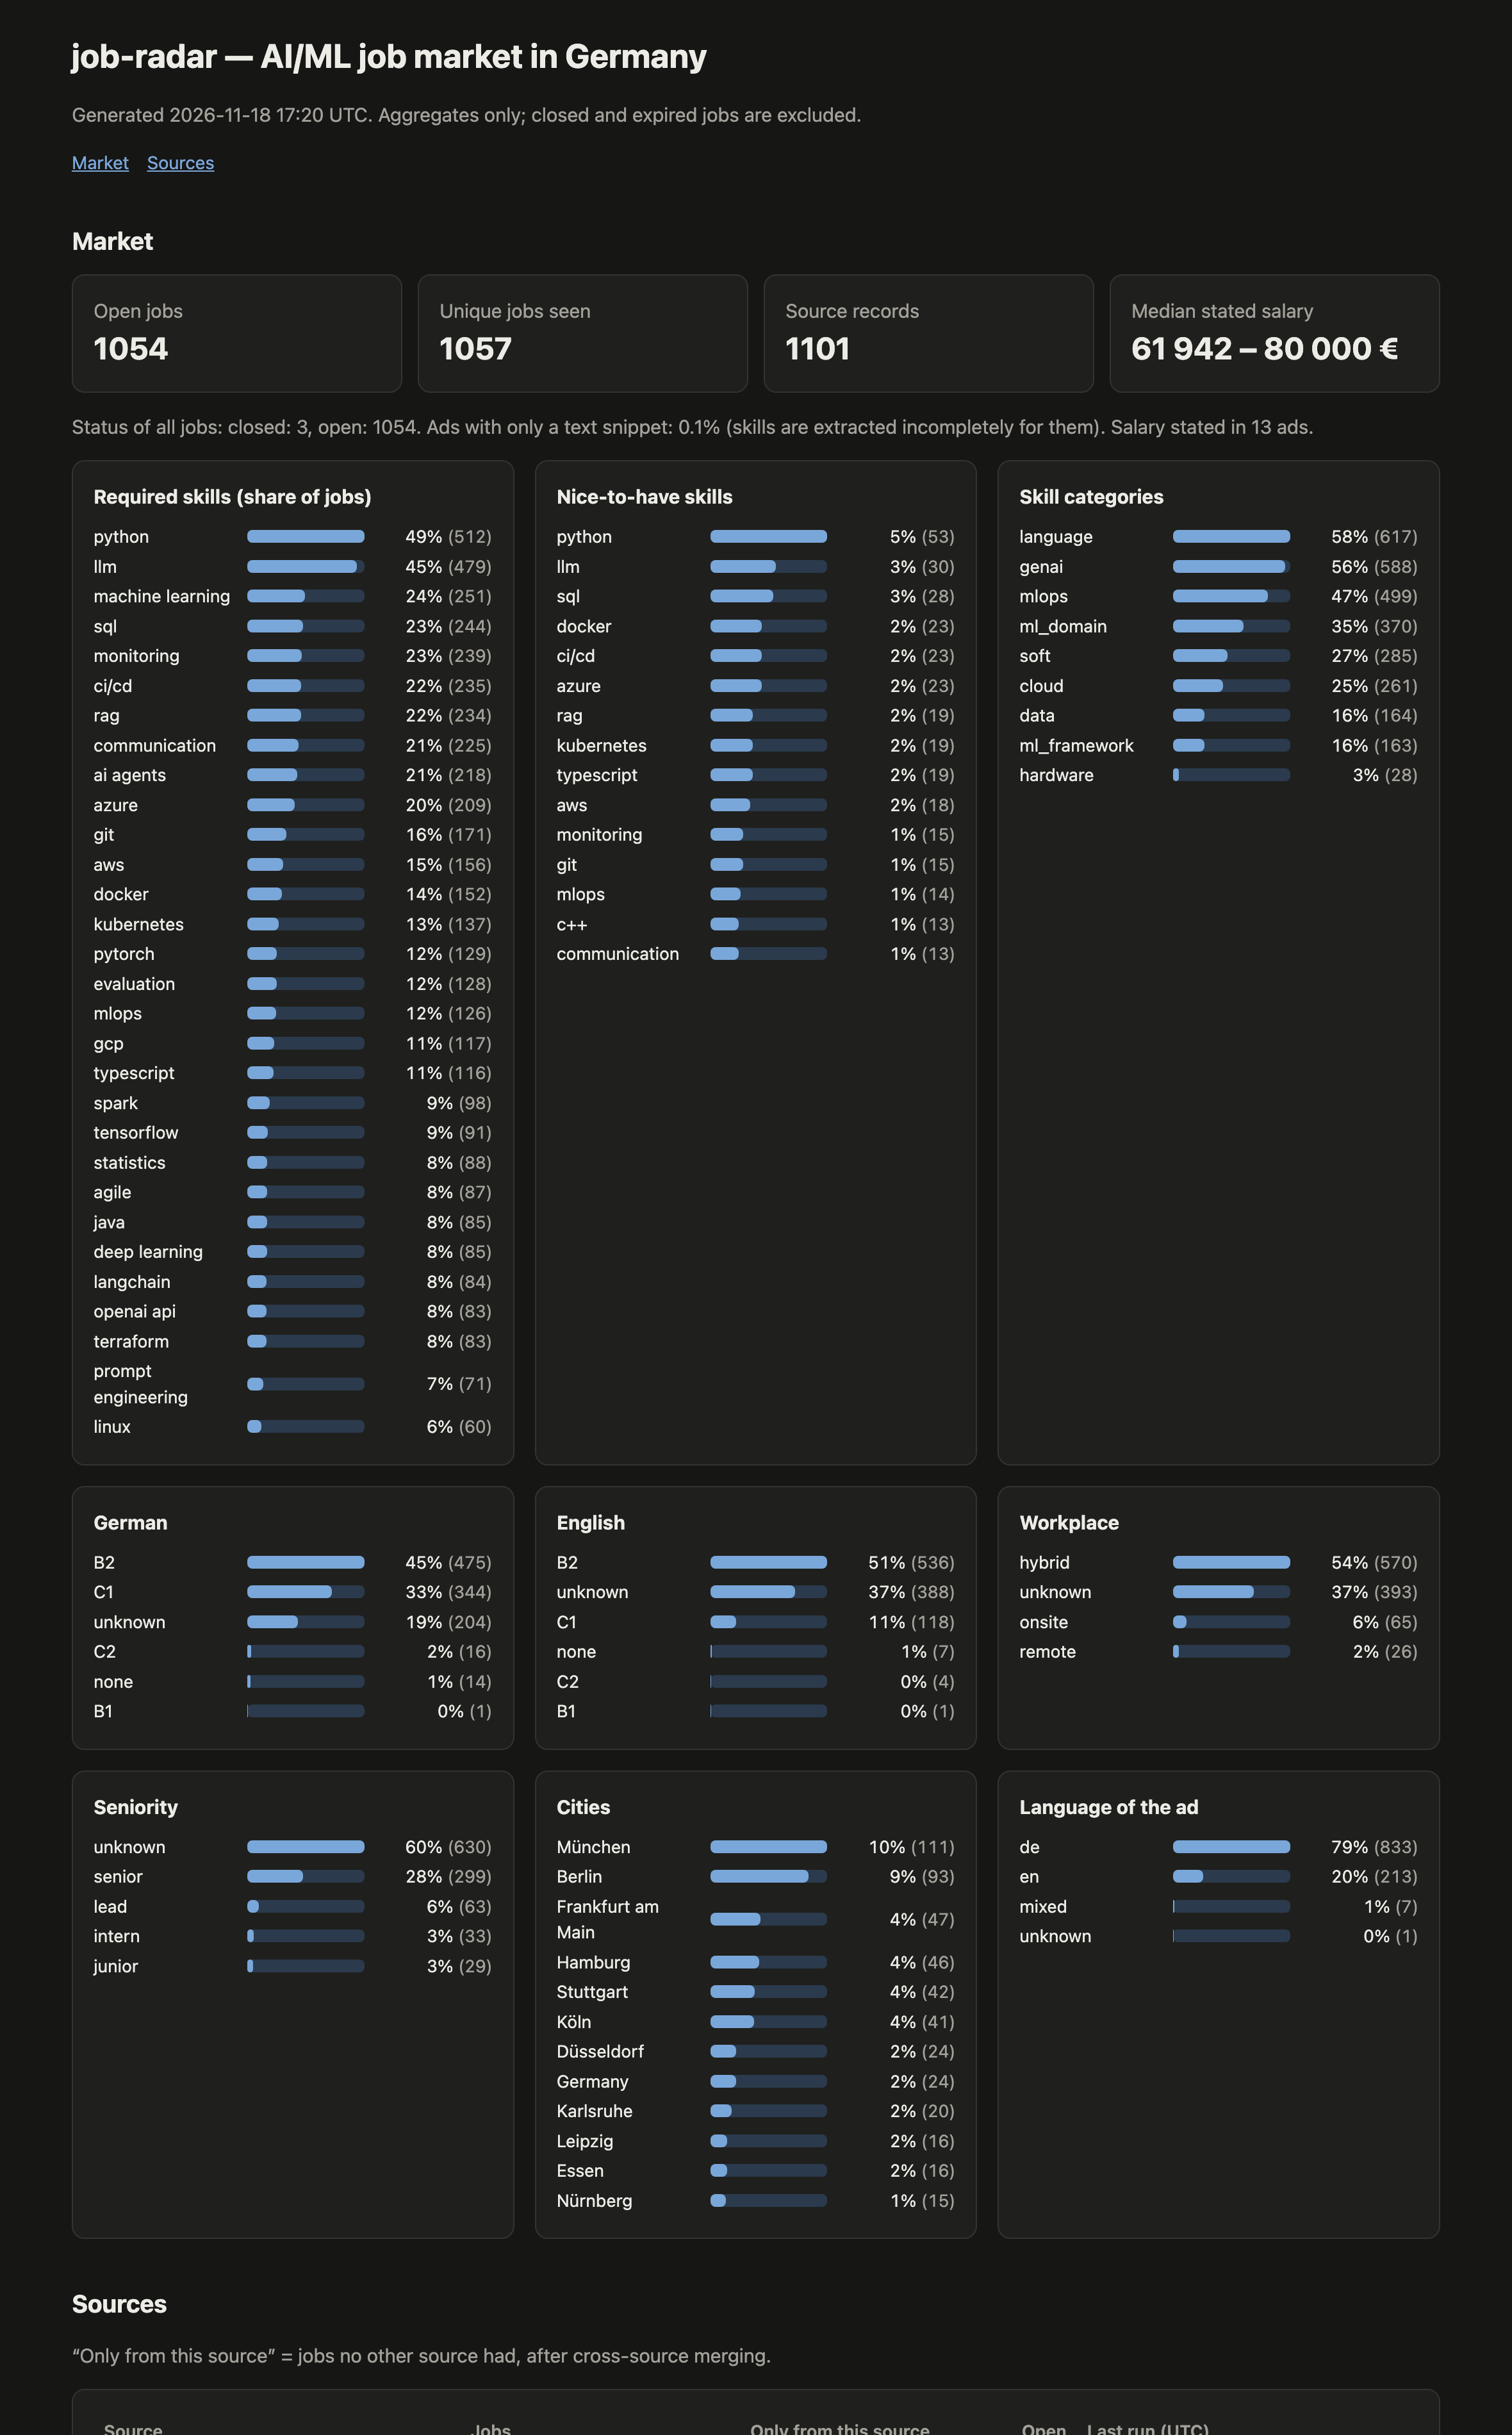 job-radar — AI/ML job market in Germany
Generated 2026-11-18 17:20 UTC. Aggregates only; closed and expired jobs are excluded.
Market Sources
Market
Open jobs
1054
Unique jobs seen
1057
Source records
1101
Median stated salary
61 942 – 80 000 €
Status of all jobs: closed: 3, open: 1054. Ads with only a text snippet: 0.1% (skills are extracted incompletely for them). Salary stated in 13 ads.
Required skills (share of jobs)
python 49% (512)
llm 45% (479)
machine learning 24% (251)
sql 23% (244)
monitoring 23% (239)
ci/cd 22% (235)
rag 22% (234)
communication 21% (225)
ai agents 21% (218)
azure 20% (209)
git 16% (171)
aws 15% (156)
docker 14% (152)
kubernetes 13% (137)
pytorch 12% (129)
evaluation 12% (128)
mlops 12% (126)
gcp 11% (117)
typescript 11% (116)
spark 9% (98)
tensorflow 9% (91)
statistics 8% (88)
agile 8% (87)
java 8% (85)
deep learning 8% (85)
langchain 8% (84)
openai api 8% (83)
terraform 8% (83)
prompt
engineering 7% (71)
linux 6% (60)
Nice-to-have skills
python 5% (53)
llm 3% (30)
sql 3% (28)
docker 2% (23)
ci/cd 2% (23)
azure 2% (23)
rag 2% (19)
kubernetes 2% (19)
typescript 2% (19)
aws 2% (18)
monitoring 1% (15)
git 1% (15)
mlops 1% (14)
c++ 1% (13)
communication 1% (13)
Skill categories
language 58% (617)
genai 56% (588)
mlops 47% (499)
ml_domain 35% (370)
soft 27% (285)
cloud 25% (261)
data 16% (164)
ml_framework 16% (163)
hardware 3% (28)
German
B2 45% (475)
C1 33% (344)
unknown 19% (204)
C2 2% (16)
none 1% (14)
B1 0% (1)
English
B2 51% (536)
unknown 37% (388)
C1 11% (118)
none 1% (7)
C2 0% (4)
B1 0% (1)
Workplace
hybrid 54% (570)
unknown 37% (393)
onsite 6% (65)
remote 2% (26)
Seniority
unknown 60% (630)
senior 28% (299)
lead 6% (63)
intern 3% (33)
junior 3% (29)
Cities
München 10% (111)
Berlin 9% (93)
Frankfurt am
Main 4% (47)
Hamburg 4% (46)
Stuttgart 4% (42)
Köln 4% (41)
Düsseldorf 2% (24)
Germany 2% (24)
Karlsruhe 2% (20)
Leipzig 2% (16)
Essen 2% (16)
Nürnberg 1% (15)
Language of the ad
de 79% (833)
en 20% (213)
mixed 1% (7)
unknown 0% (1)
Sources
“Only from this source” = jobs no other source had, after cross-source merging.
Source Jobs Only from this source Open Last run (UTC)